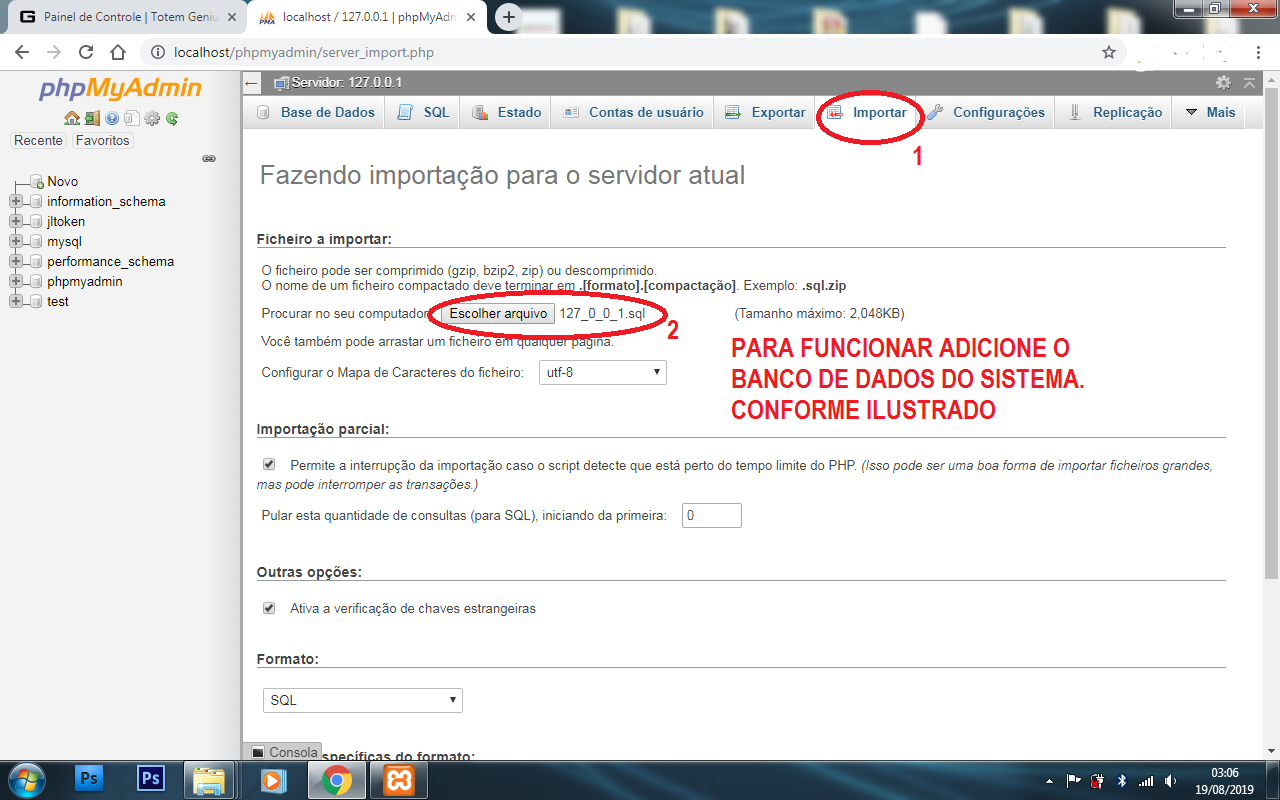 Painel de Controle | Totem Geniu
localhost / 127.0.0.1 | phpMyAdm
localhost/phpmyadmin/server_import.php
phpMyAdmin
Recente Favoritos
Novo
information_schema
jltoken
mysql
performance_schema
phpmyadmin
test
Servidor: 127.0.0.1
Base de Dados SQL Estado Contas de usuário Exportar Importar Configurações Replicação Mais
1
Fazendo importação para o servidor atual
Ficheiro a importar:
O ficheiro pode ser comprimido (gzip, bzip2, zip) ou descomprimido.
O nome de um ficheiro compactado deve terminar em .[formato].[compactação]. Exemplo: .sql.zip
Procurar no seu computador: Escolher arquivo 127_0_0_1.sql (Tamanho máximo: 2,048KB)
2
Você também pode arrastar um ficheiro em qualquer página.
PARA FUNCIONAR ADICIONE O
BANCO DE DADOS DO SISTEMA.
CONFORME ILUSTRADO
Configurar o Mapa de Caracteres do ficheiro: utf-8
Importação parcial:
Permite a interrupção da importação caso o script detecte que está perto do tempo limite do PHP. (Isso pode ser uma boa forma de importar ficheiros grandes,
mas pode interromper as transações.)
Pular esta quantidade de consultas (para SQL), iniciando da primeira: 0
Outras opções:
Ativa a verificação de chaves estrangeiras
Formato:
SQL
Consola
specíficas do formato:
Ps
Ps
03:06
19/08/2019